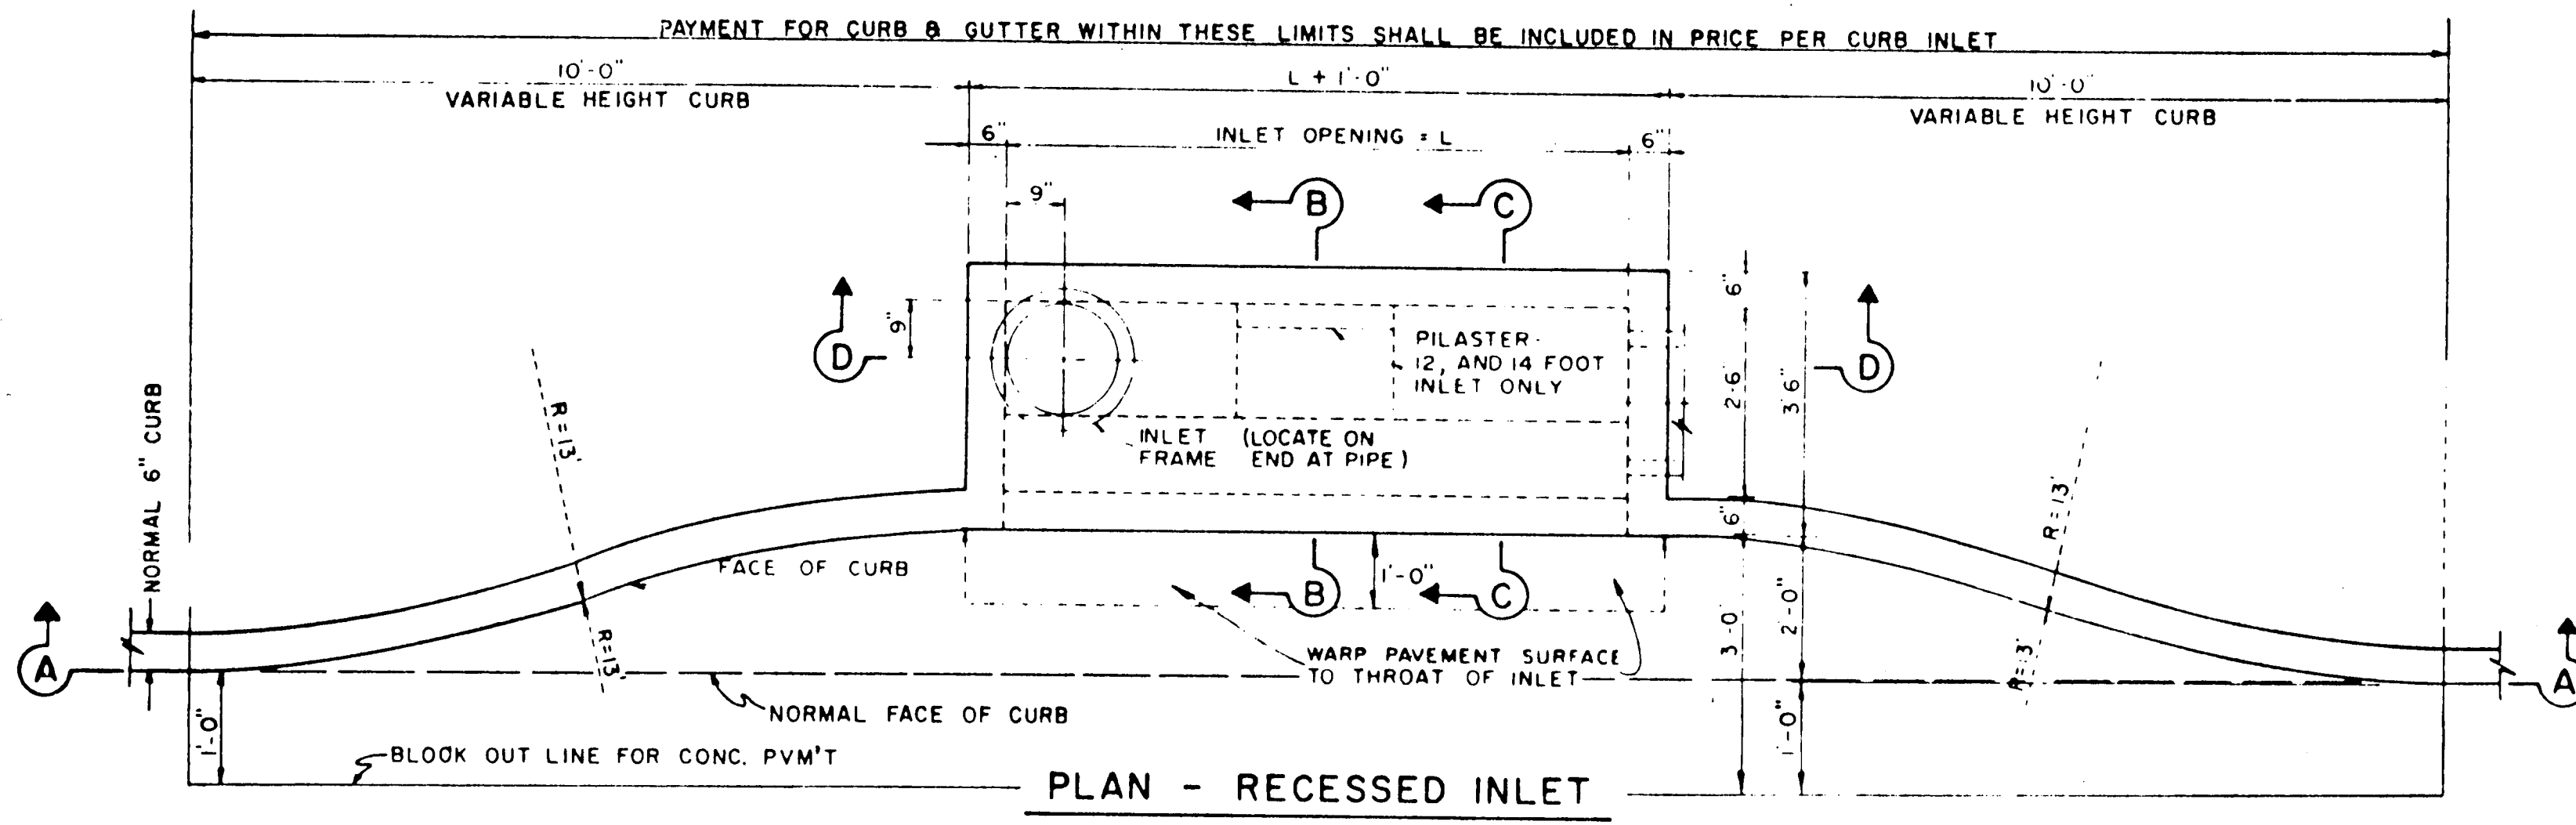 PAYMENT FOR CURB & GUTTER WITHIN THESE LIMITS SHALL BE INCLUDED IN PRICE PER CURB INLET
10'-0"
VARIABLE HEIGHT CURB
L + 1'-0"
10'-0"
VARIABLE HEIGHT CURB
6"
INLET OPENING = L
6"
9"
B
C
D
9"
6"
2'-6"
3'6"
D
PILASTER-
12, AND 14 FOOT
INLET ONLY
INLET (LOCATE ON
FRAME END AT PIPE)
NORMAL 6" CURB
R=13'
R=13'
FACE OF CURB
6"
R=13'
R=13'
1'-0"
B
C
3'-0
2'-0"
A
A
WARP PAVEMENT SURFACE
TO THROAT OF INLET
NORMAL FACE OF CURB
1'-0"
1'-0"
BLOOK OUT LINE FOR CONC. PVM'T
PLAN - RECESSED INLET